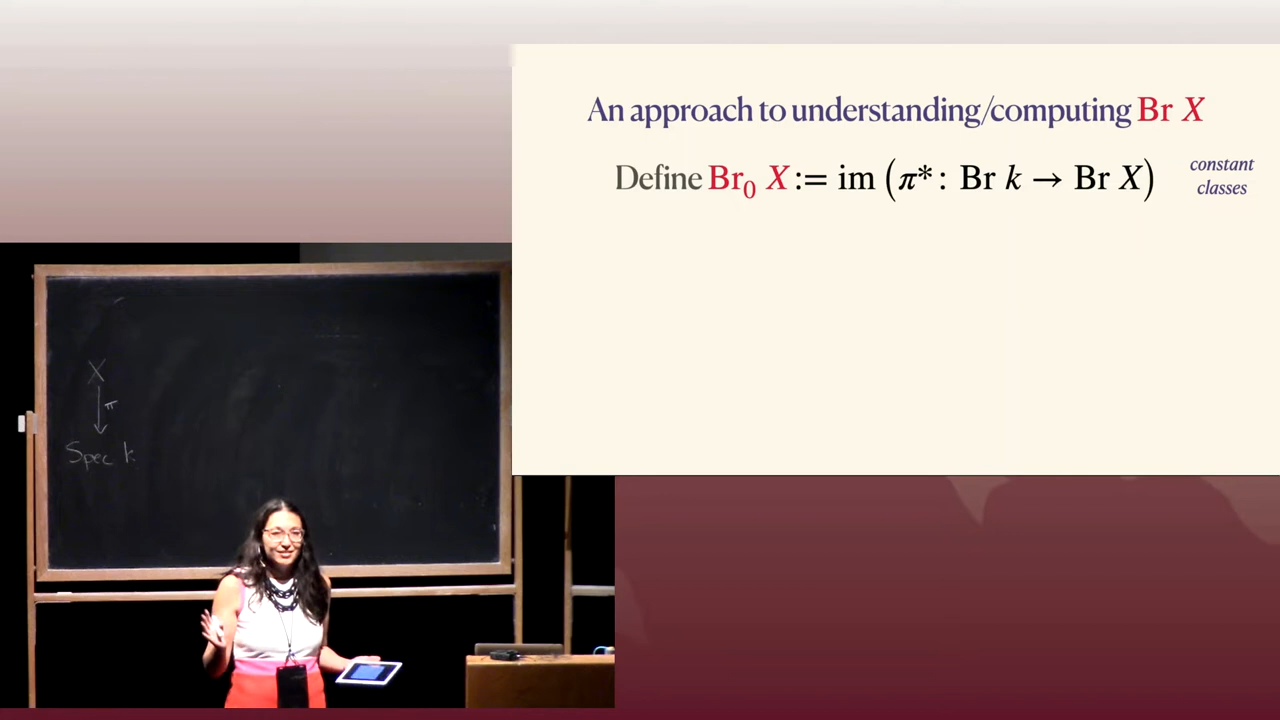 An approach to understanding/computing Br X
Define Br₀ X := im (π* : Br k → Br X)
constant
classes
X
π
Spec k